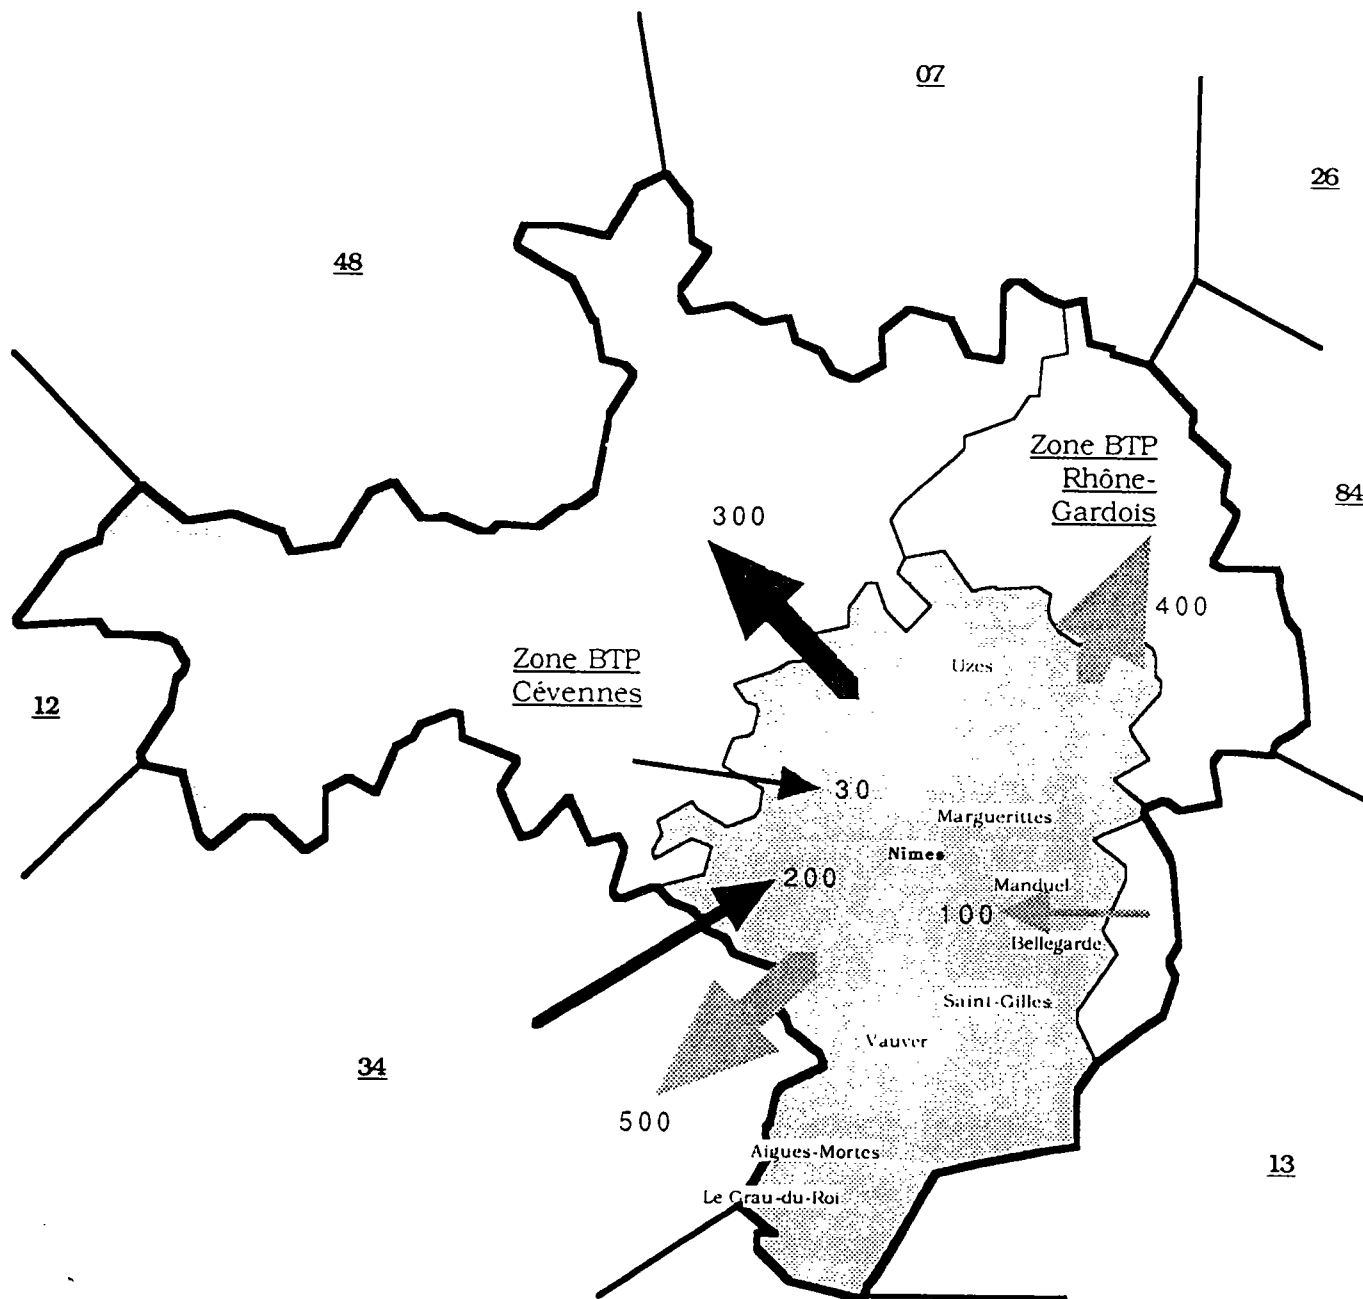 07
26
48
Zone BTP
Rhône-
Gardois
84
300
400
Zone BTP
Cévennes
Uzes
12
30
Marguerittes
Nîmes
200
Manduel
100
Bellegarde
Saint-Gilles
Vauver
34
500
Aigues-Mortes
13
Le Grau-du-Roi